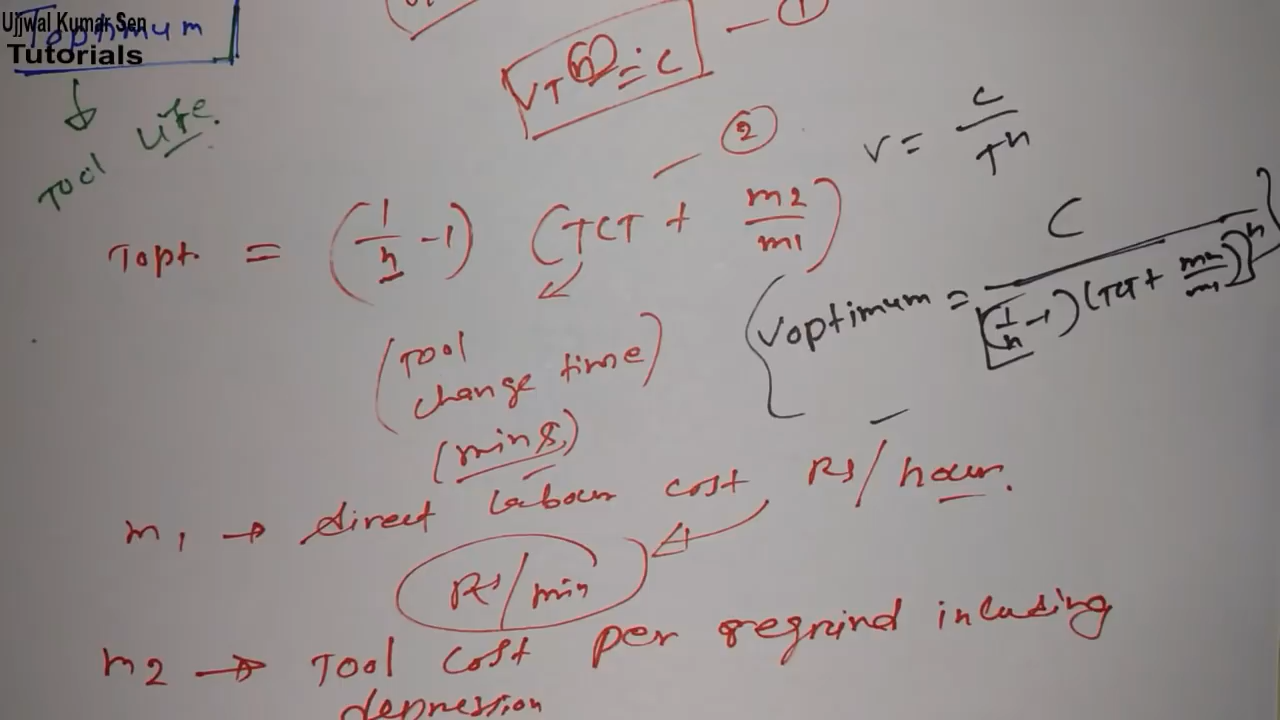 Ujjwal Kumar Sen
Tutorials
Toptimum
Tool Life.
VT^n = C — ①
— ②
V = C/T^n
Topt. = (1/n - 1) (TCT + m2/m1)
Voptimum = C/[(1/n - 1)(TCT + m2/m1)]^n
(Tool
change time)
(mins.)
m1 → direct labour cost Rs/hour.
Rs/min
m2 → Tool cost per regrind including
depression